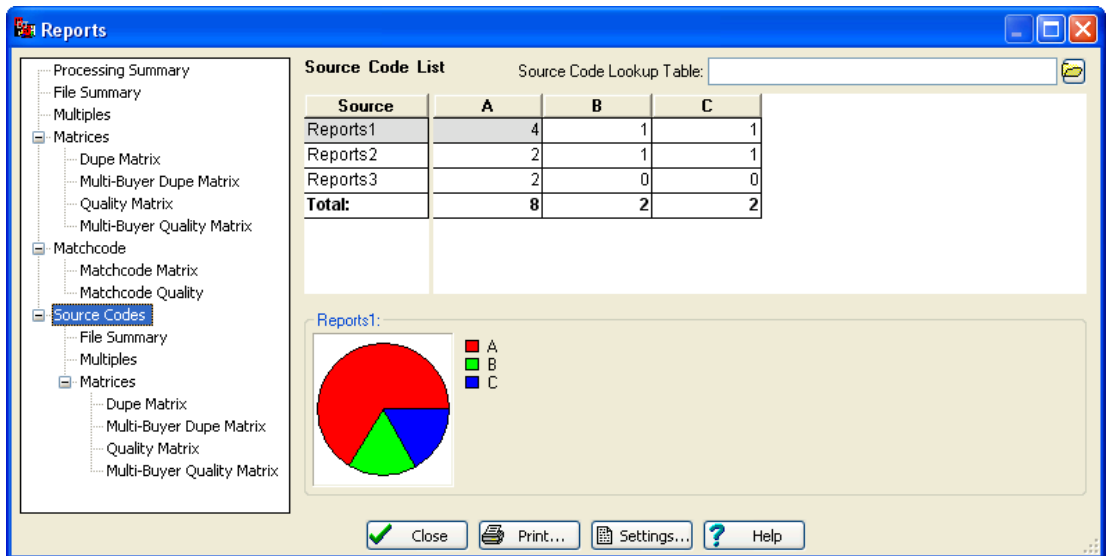 Reports
Processing Summary
File Summary
Multiples
Matrices
Dupe Matrix
Multi-Buyer Dupe Matrix
Quality Matrix
Multi-Buyer Quality Matrix
Matchcode
Matchcode Matrix
Matchcode Quality
Source Codes
File Summary
Multiples
Matrices
Dupe Matrix
Multi-Buyer Dupe Matrix
Quality Matrix
Multi-Buyer Quality Matrix
Source Code List Source Code Lookup Table:
Source A B C
Reports1 4 1 1
Reports2 2 1 1
Reports3 2 0 0
Total: 8 2 2
Reports1:
A
B
C
Close Print... Settings... ? Help